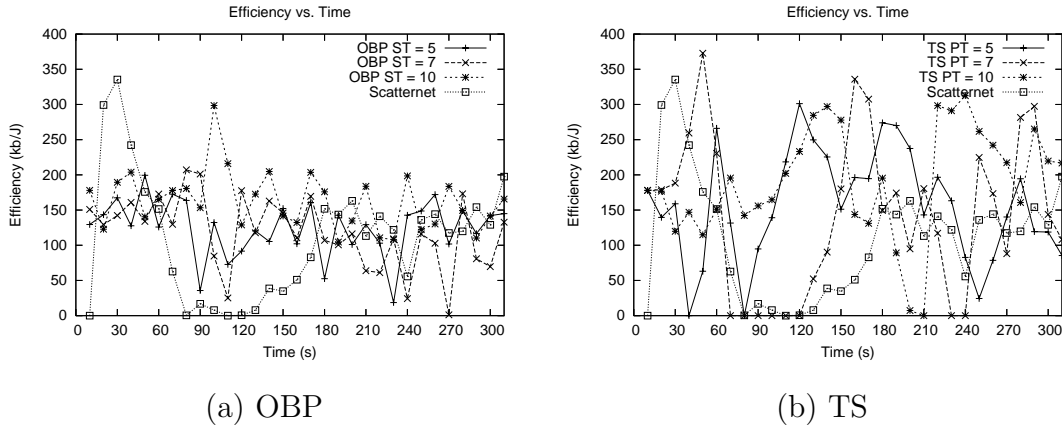 Efficiency vs. Time
400
350
300
250
200
150
100
50
0
0 30 60 90 120 150 180 210 240 270 300
Efficiency (kb/J)
Time (s)
OBP ST = 5
OBP ST = 7
OBP ST = 10
Scatternet
(a) OBP
Efficiency vs. Time
400
350
300
250
200
150
100
50
0
0 30 60 90 120 150 180 210 240 270 300
Efficiency (kb/J)
Time (s)
TS PT = 5
TS PT = 7
TS PT = 10
Scatternet
(b) TS